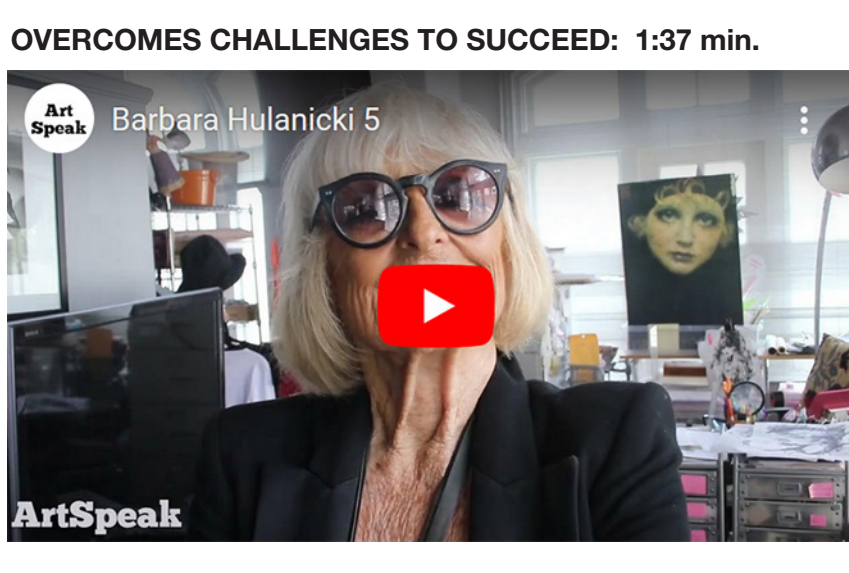 OVERCOMES CHALLENGES TO SUCCEED:  1:37 min.
Art
Speak
Barbara Hulanicki 5
ArtSpeak